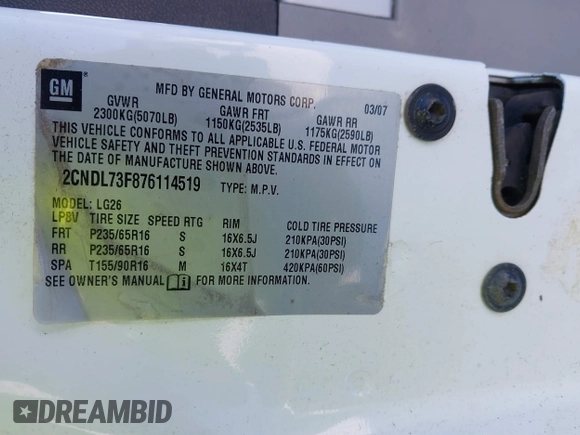 GM ®
MFD BY GENERAL MOTORS CORP. 03/07
GVWR GAWR FRT GAWR RR
2300KG(5070LB) 1150KG(2535LB) 1175KG(2590LB)
THIS VEHICLE CONFORMS TO ALL APPLICABLE U.S. FEDERAL MOTOR
VEHICLE SAFETY AND THEFT PREVENTION STANDARDS IN EFFECT ON
THE DATE OF MANUFACTURE SHOWN ABOVE.
2CNDL73F876114519 TYPE: M.P.V.
MODEL: LG26
LPBV TIRE SIZE SPEED RTG RIM COLD TIRE PRESSURE
FRT P235/65R16 S 16X6.5J 210KPA(30PSI)
RR P235/65R16 S 16X6.5J 210KPA(30PSI)
SPA T155/90R16 M 16X4T 420KPA(60PSI)
SEE OWNER'S MANUAL i FOR MORE INFORMATION
DREAMBID